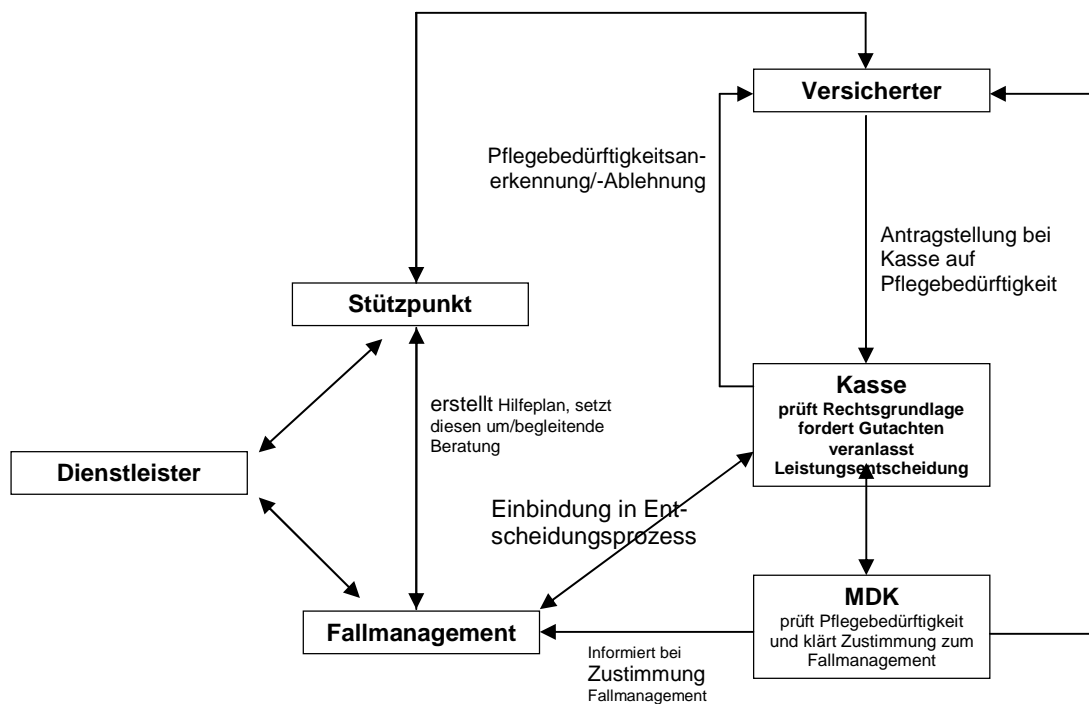 Versicherter
Pflegebedürftigkeitsan-
erkennung/-Ablehnung
Antragstellung bei
Kasse auf
Pflegebedürftigkeit
Stützpunkt
erstellt Hilfeplan, setzt
diesen um/begleitende
Beratung
Kasse
prüft Rechtsgrundlage
fordert Gutachten
veranlasst
Leistungsentscheidung
Dienstleister
Einbindung in Ent-
scheidungsprozess
MDK
prüft Pflegebedürftigkeit
und klärt Zustimmung zum
Fallmanagement
Fallmanagement
Informiert bei
Zustimmung
Fallmanagement